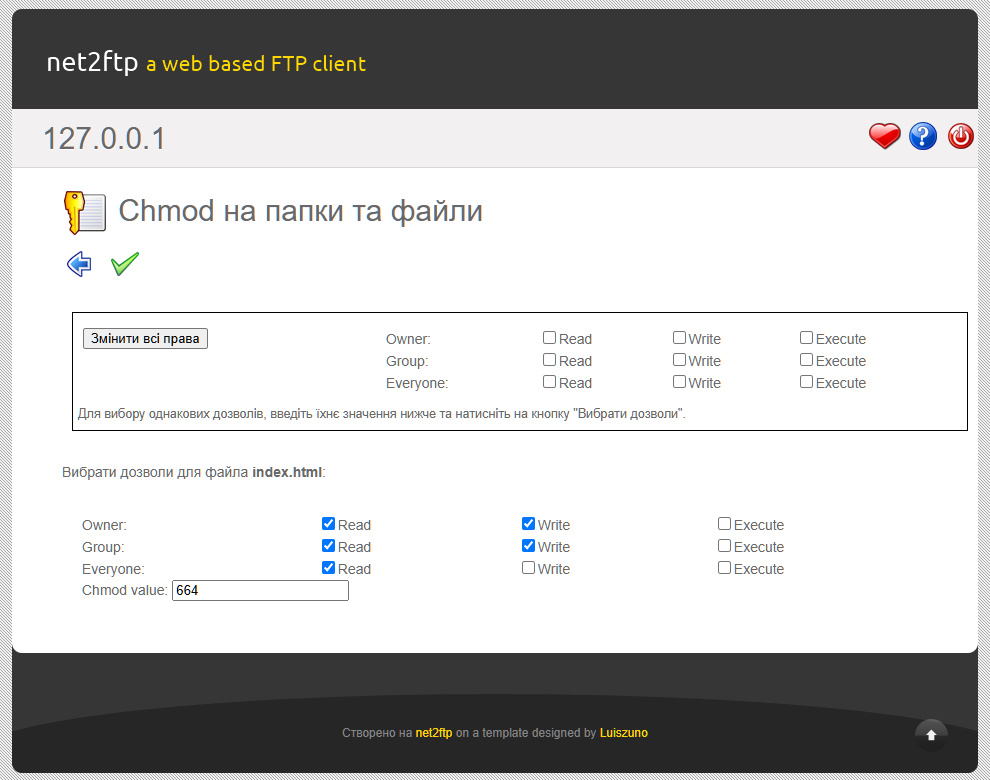 net2ftp a web based FTP client
127.0.0.1
Chmod на папки та файли
Змінити всі права Owner: Read Write Execute
Group: Read Write Execute
Everyone: Read Write Execute
Для вибору однакових дозволів, введіть їхнє значення нижче та натисніть на кнопку "Вибрати дозволи".
Вибрати дозволи для файла index.html:
Owner: Read Write Execute
Group: Read Write Execute
Everyone: Read Write Execute
Chmod value: 664
Створено на net2ftp on a template designed by Luiszuno